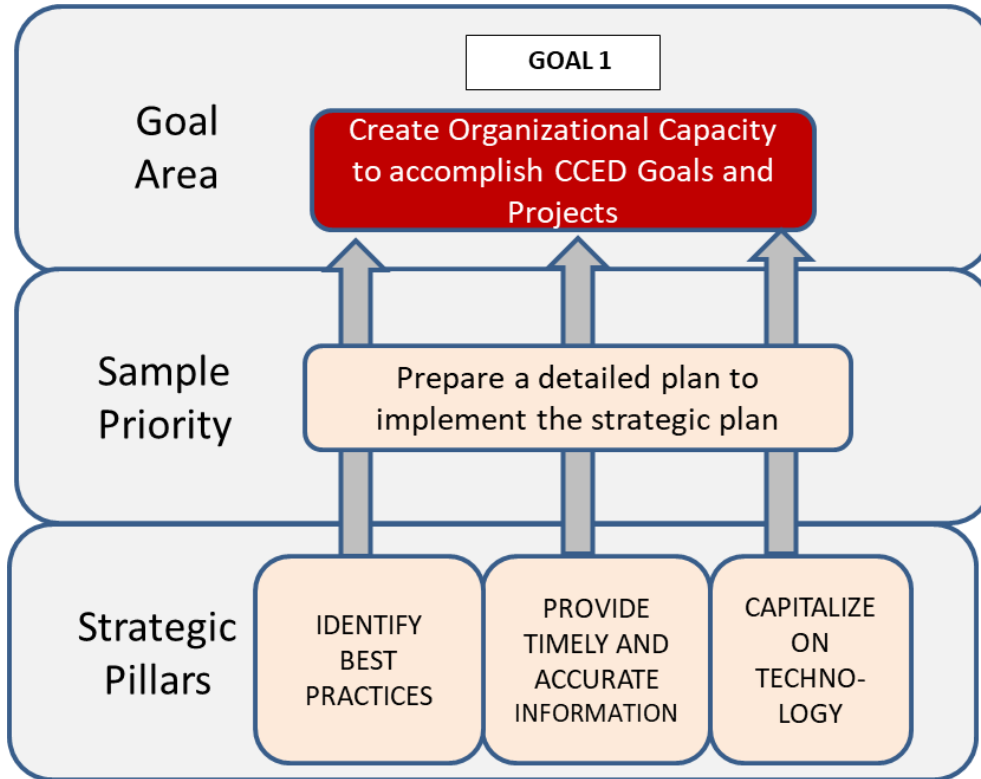 GOAL 1
Goal
Area
Create Organizational Capacity
to accomplish CCED Goals and
Projects
Sample
Priority
Prepare a detailed plan to
implement the strategic plan
Strategic
Pillars
IDENTIFY
BEST
PRACTICES
PROVIDE
TIMELY AND
ACCURATE
INFORMATION
CAPITALIZE
ON
TECHNO-
LOGY